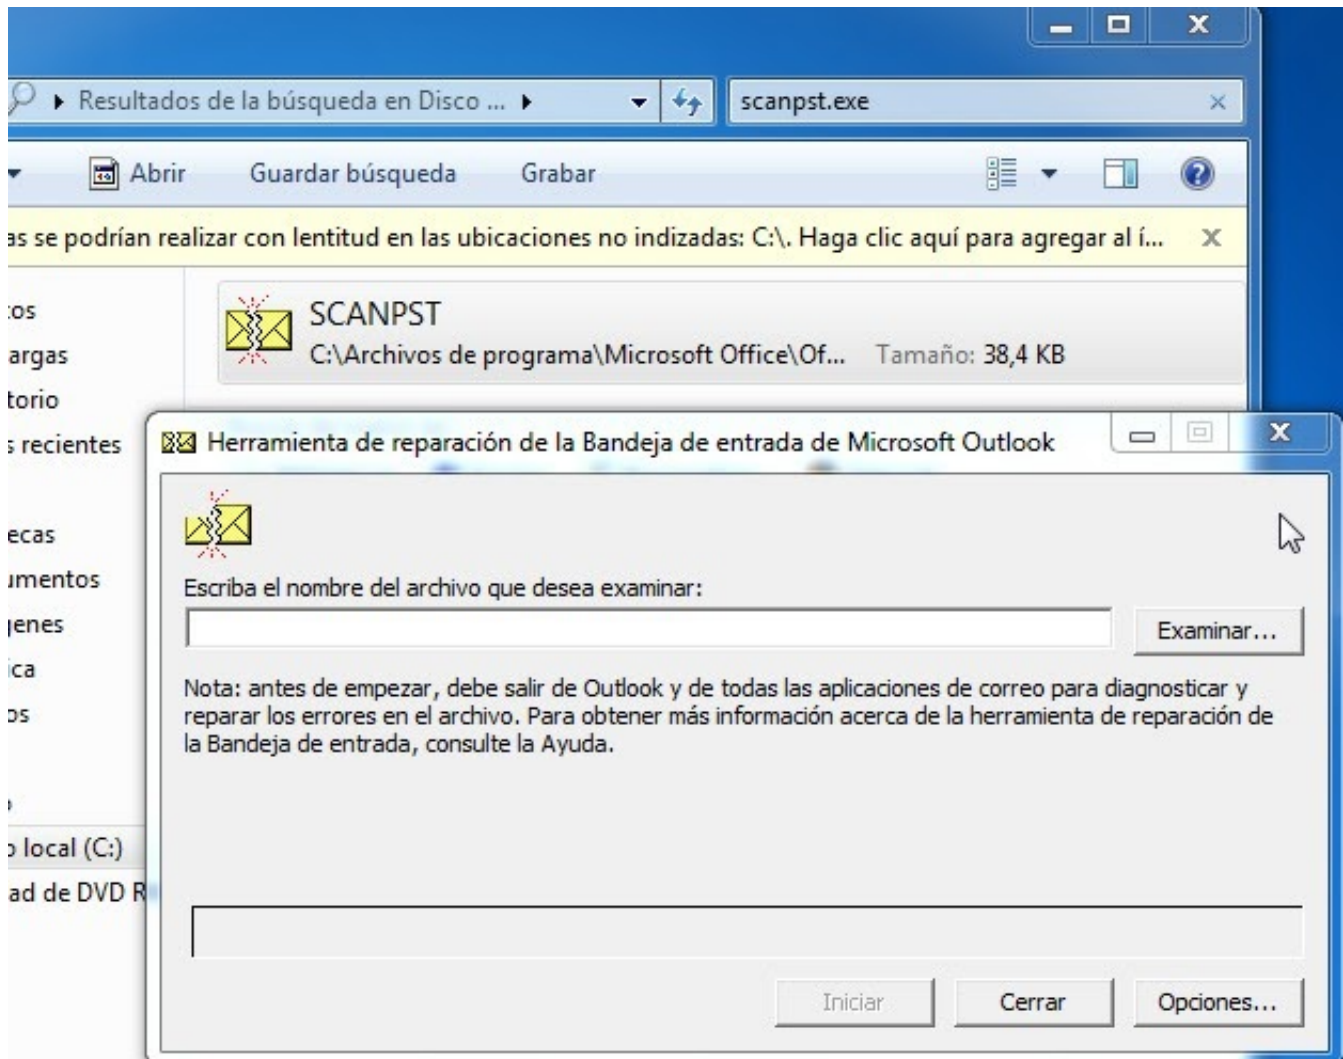 Resultados de la búsqueda en Disco ...
scanpst.exe
Abrir Guardar búsqueda Grabar
as se podrían realizar con lentitud en las ubicaciones no indizadas: C:\. Haga clic aquí para agregar al í...
SCANPST
C:\Archivos de programa\Microsoft Office\Of... Tamaño: 38,4 KB
os
argas
torio
s recientes
ecas
umentos
genes
ica
os
o local (C:)
ad de DVD R
Herramienta de reparación de la Bandeja de entrada de Microsoft Outlook
Escriba el nombre del archivo que desea examinar:
Examinar...
Nota: antes de empezar, debe salir de Outlook y de todas las aplicaciones de correo para diagnosticar y
reparar los errores en el archivo. Para obtener más información acerca de la herramienta de reparación de
la Bandeja de entrada, consulte la Ayuda.
Iniciar Cerrar Opciones...